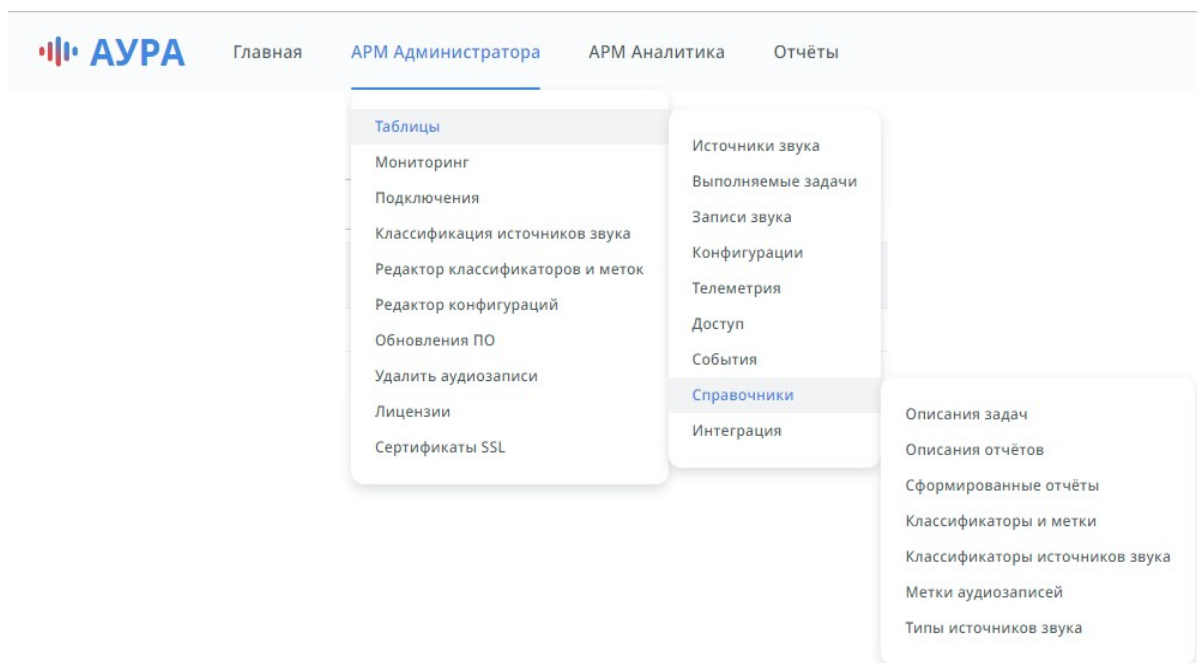 АУРА
Главная
АРМ Администратора
АРМ Аналитика
Отчёты
Таблицы
Мониторинг
Подключения
Классификация источников звука
Редактор классификаторов и меток
Редактор конфигураций
Обновления ПО
Удалить аудиозаписи
Лицензии
Сертификаты SSL
Источники звука
Выполняемые задачи
Записи звука
Конфигурации
Телеметрия
Доступ
События
Справочники
Интеграция
Описания задач
Описания отчётов
Сформированные отчёты
Классификаторы и метки
Классификаторы источников звука
Метки аудиозаписей
Типы источников звука